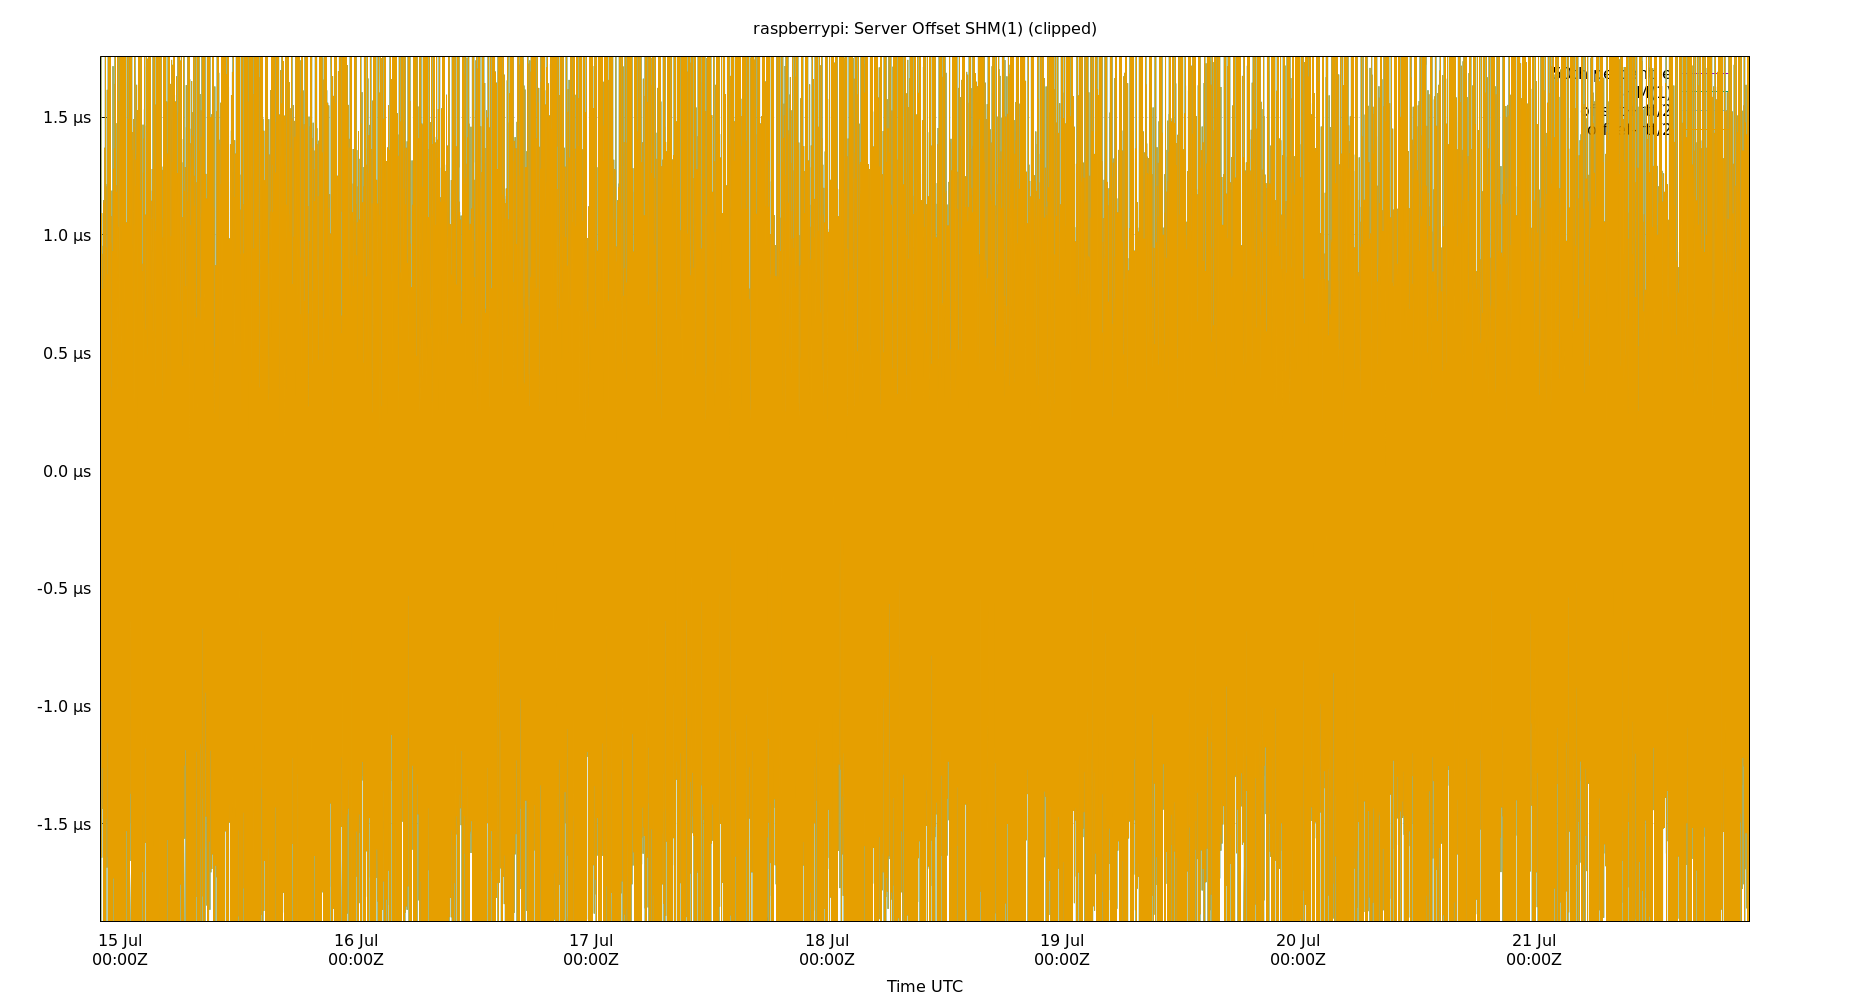 raspberrypi: Server Offset SHM(1) (clipped)
1.5 µs
1.0 µs
0.5 µs
0.0 µs
-0.5 µs
-1.0 µs
-1.5 µs
15 Jul 16 Jul 17 Jul 18 Jul 19 Jul 20 Jul 21 Jul
00:00Z 00:00Z 00:00Z 00:00Z 00:00Z 00:00Z 00:00Z
Time UTC